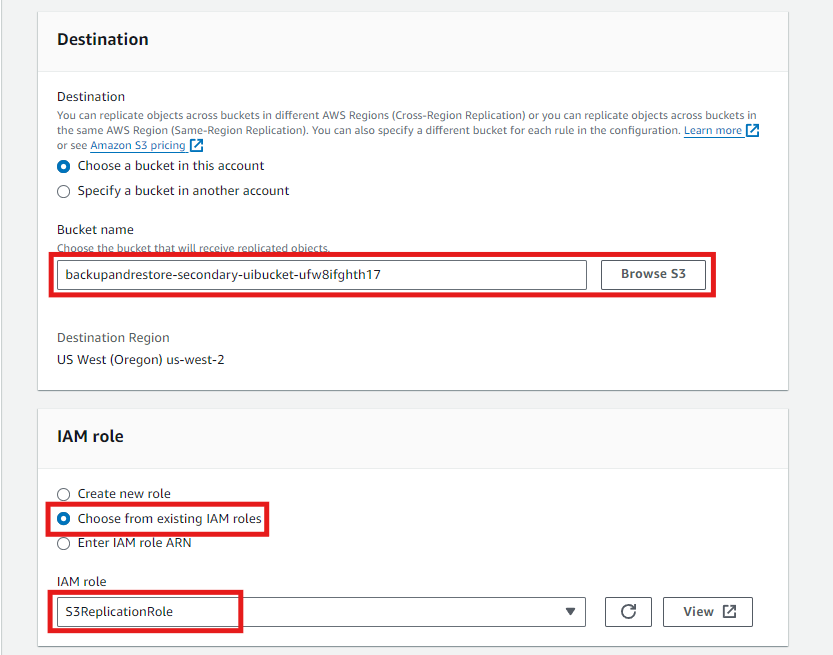 Destination
Destination
You can replicate objects across buckets in different AWS Regions (Cross-Region Replication) or you can replicate objects across buckets in
the same AWS Region (Same-Region Replication). You can also specify a different bucket for each rule in the configuration. Learn more
or see Amazon S3 pricing
Choose a bucket in this account
Specify a bucket in another account
Bucket name
Choose the bucket that will receive replicated objects.
backupandrestore-secondary-uibucket-ufw8ifghth17
Browse S3
Destination Region
US West (Oregon) us-west-2
IAM role
Create new role
Choose from existing IAM roles
Enter IAM role ARN
IAM role
S3ReplicationRole
View